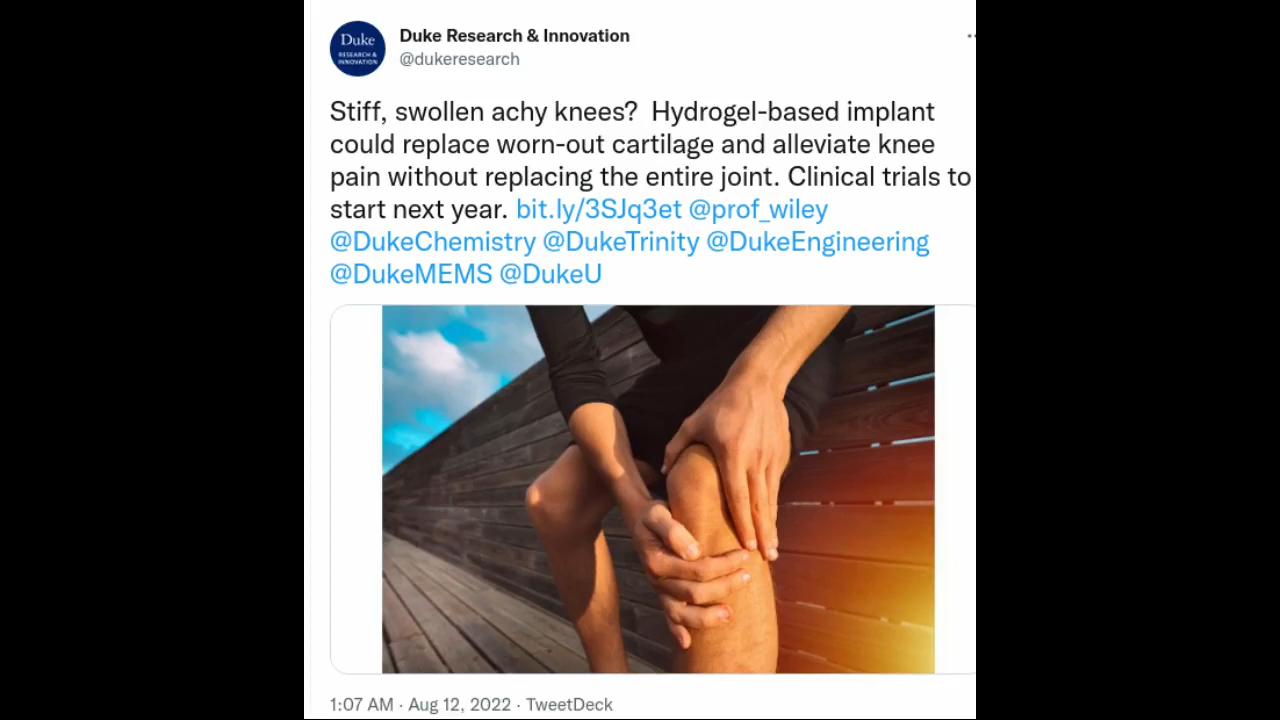 Duke
RESEARCH &
INNOVATION
Duke Research & Innovation
@dukeresearch
Stiff, swollen achy knees?  Hydrogel-based implant
could replace worn-out cartilage and alleviate knee
pain without replacing the entire joint. Clinical trials to
start next year. bit.ly/3SJq3et @prof_wiley
@DukeChemistry @DukeTrinity @DukeEngineering
@DukeMEMS @DukeU
1:07 AM · Aug 12, 2022 · TweetDeck